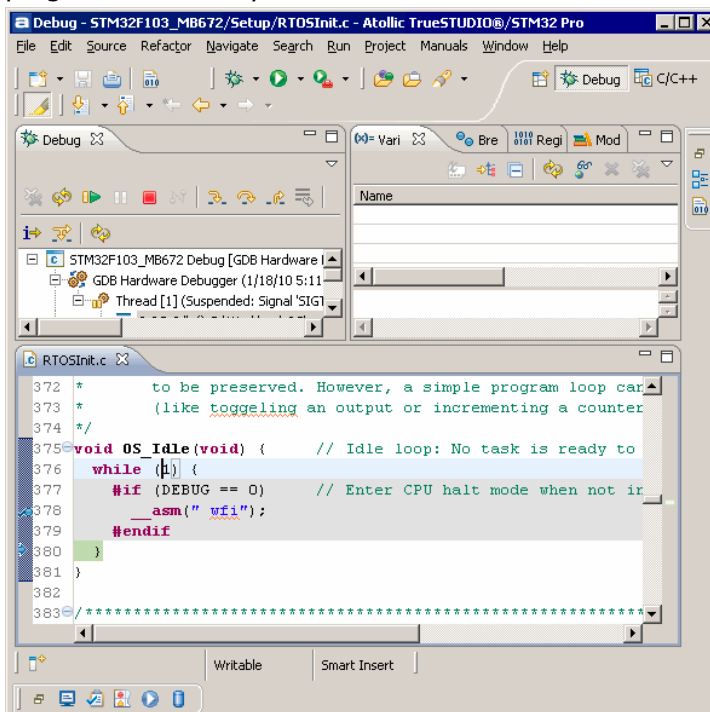 Debug - STM32F103_MB672/Setup/RTOSInit.c - Atollic TrueSTUDIO®/STM32 Pro
File Edit Source Refactor Navigate Search Run Project Manuals Window Help
Debug C/C++
Debug
(x)= Vari Bre Regi Mod
Name
STM32F103_MB672 Debug [GDB Hardware
GDB Hardware Debugger (1/18/10 5:11
Thread [1] (Suspended: Signal 'SIGT
RTOSInit.c
372 * to be preserved. However, a simple program loop can
373 * (like toggeling an output or incrementing a counter
374 */
375 void OS_Idle(void) { // Idle loop: No task is ready to
376 while (1) {
377 #if (DEBUG == 0) // Enter CPU halt mode when not in
378 __asm(" wfi");
379 #endif
380 }
381 }
382
383 /**********************************************************
Writable Smart Insert